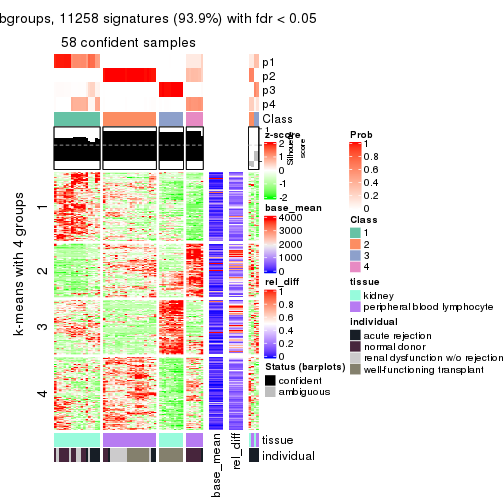 bgroups, 11258 signatures (93.9%) with fdr < 0.05
58 confident samples
p1
p2
p3
p4
Class
1
Silhouette
score
k-means with 4 groups
1
2
3
4
tissue
individual
base_mean
rel_diff
z-score
2
1
0
-1
-2
base_mean
4000
3000
2000
1000
0
rel_diff
1
0.8
0.6
0.4
0.2
0
Status (barplots)
confident
ambiguous
Prob
1
0.8
0.6
0.4
0.2
0
Class
1
2
3
4
tissue
kidney
peripheral blood lymphocyte
individual
acute rejection
normal donor
renal dysfunction w/o rejection
well-functioning transplant